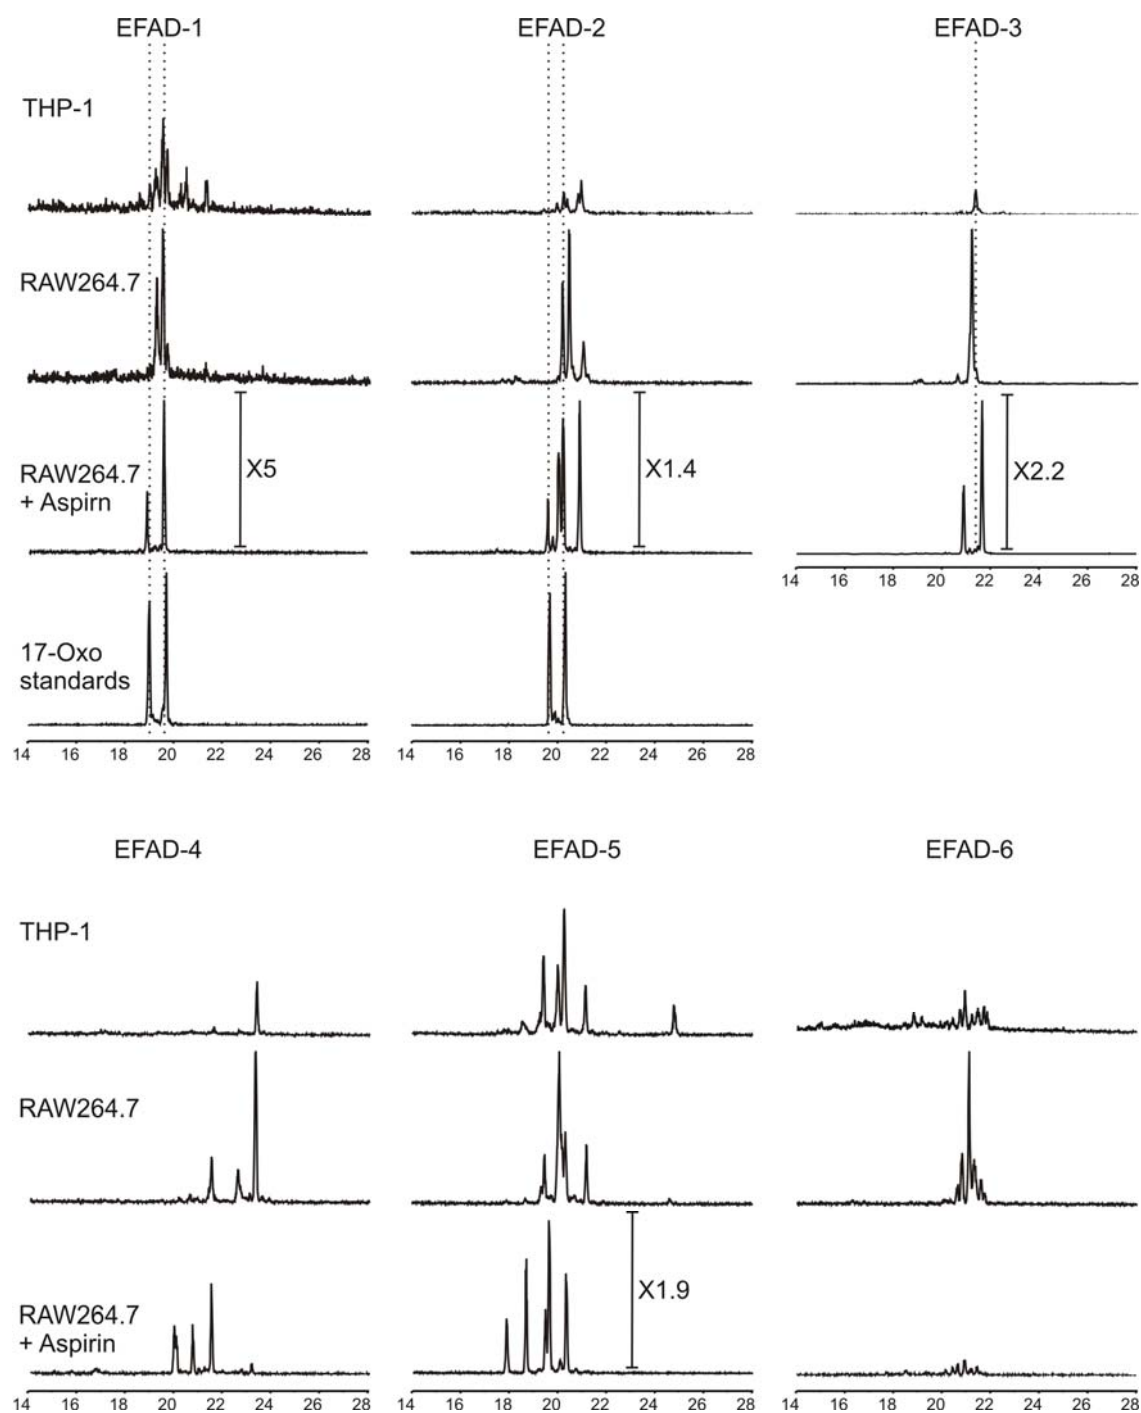 EFAD-1 EFAD-2 EFAD-3
THP-1
RAW264.7
RAW264.7
+ Aspirn
X5 X1.4 X2.2
14 16 18 20 22 24 26 28
17-Oxo
standards
14 16 18 20 22 24 26 28 14 16 18 20 22 24 26 28
EFAD-4 EFAD-5 EFAD-6
THP-1
RAW264.7
RAW264.7
+ Aspirin
X1.9
14 16 18 20 22 24 26 28 14 16 18 20 22 24 26 28 14 16 18 20 22 24 26 28